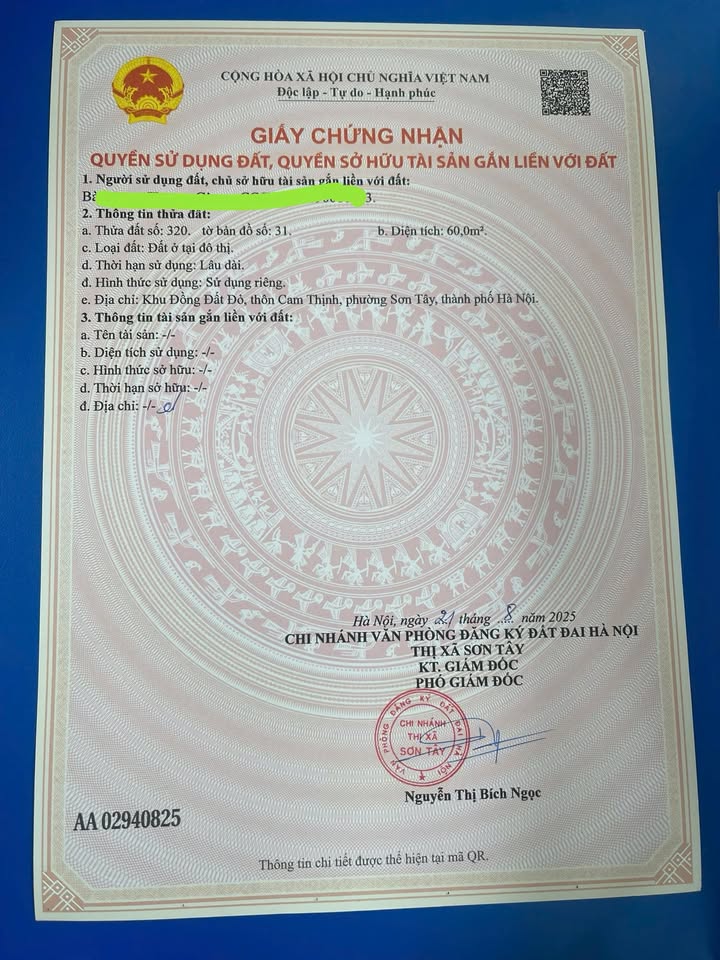 CỘNG HÒA XÃ HỘI CHỦ NGHĨA VIỆT NAM
Độc lập - Tự do - Hạnh phúc
GIẤY CHỨNG NHẬN
QUYỀN SỬ DỤNG ĐẤT, QUYỀN SỞ HỮU TÀI SẢN GẮN LIỀN VỚI ĐẤT
1. Người sử dụng đất, chủ sở hữu tài sản gắn liền với đất:
Bà
2. Thông tin thửa đất:
a. Thửa đất số: 320. tờ bản đồ số: 31. b. Diện tích: 60,0m².
c. Loại đất: Đất ở tại đô thị.
d. Thời hạn sử dụng: Lâu dài.
đ. Hình thức sử dụng: Sử dụng riêng.
e. Địa chỉ: Khu Đồng Đất Đỏ, thôn Cam Thịnh, phường Sơn Tây, thành phố Hà Nội.
3. Thông tin tài sản gắn liền với đất:
a. Tên tài sản: -/-
b. Diện tích sử dụng: -/-
c. Hình thức sở hữu: -/-
d. Thời hạn sở hữu: -/-
đ. Địa chỉ: -/-
Hà Nội, ngày 21 tháng 8 năm 2025
CHI NHÁNH VĂN PHÒNG ĐĂNG KÝ ĐẤT ĐAI HÀ NỘI
THỊ XÃ SƠN TÂY
KT. GIÁM ĐỐC
PHÓ GIÁM ĐỐC
VĂN PHÒNG ĐĂNG KÝ ĐẤT ĐAI HÀ NỘI
CHI NHÁNH
THỊ XÃ
SƠN TÂY
Nguyễn Thị Bích Ngọc
AA 02940825
Thông tin chi tiết được thể hiện tại mã QR.